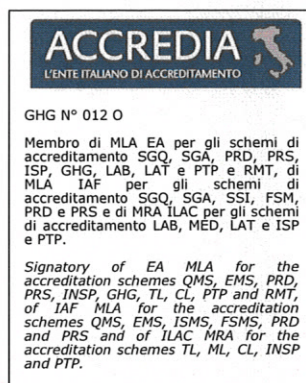 ACCREDIA
L'ENTE ITALIANO DI ACCREDITAMENTO
GHG N° 012 O
Membro di MLA EA per gli schemi di
accreditamento SGQ, SGA, PRD, PRS,
ISP, GHG, LAB, LAT e PTP e RMT, di
MLA IAF per gli schemi di
accreditamento SGQ, SGA, SSI, FSM,
PRD e PRS e di MRA ILAC per gli schemi
di accreditamento LAB, MED, LAT e ISP
e PTP.
Signatory of EA MLA for the
accreditation schemes QMS, EMS, PRD,
PRS, INSP, GHG, TL, CL, PTP and RMT,
of IAF MLA for the accreditation
schemes QMS, EMS, ISMS, FSMS, PRD
and PRS and of ILAC MRA for the
accreditation schemes TL, ML, CL, INSP
and PTP.